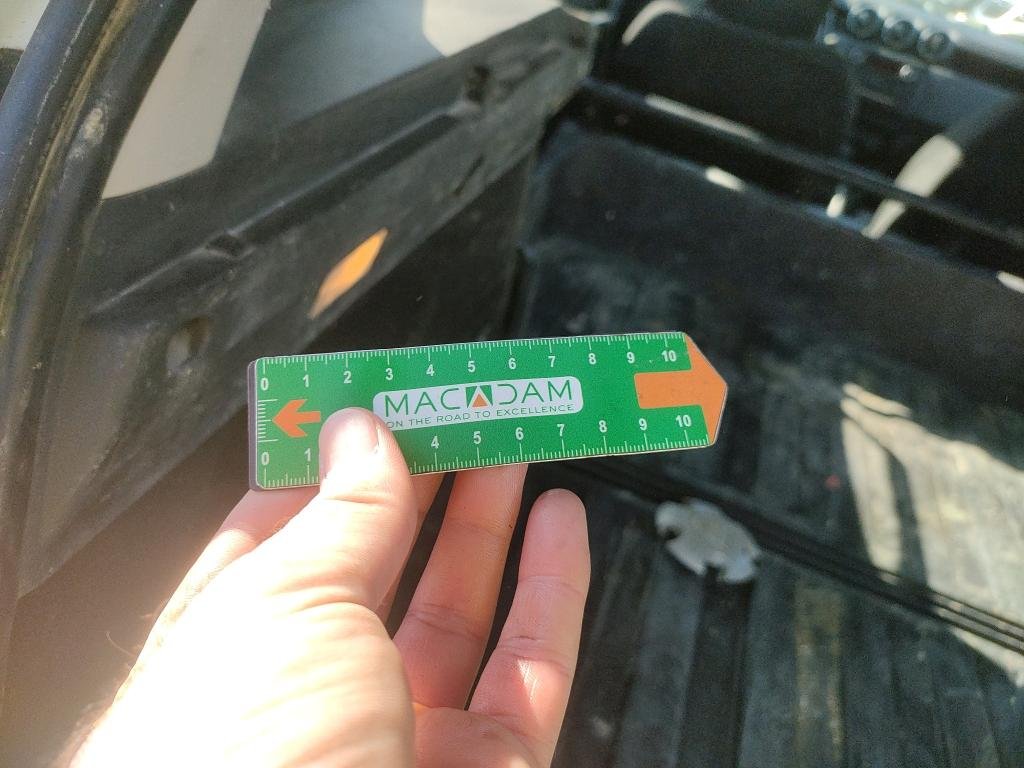 0 1 2 3 4 5 6 7 8 9 10
MACADAM
ON THE ROAD TO EXCELLENCE
0 1 4 5 6 7 8 9 10